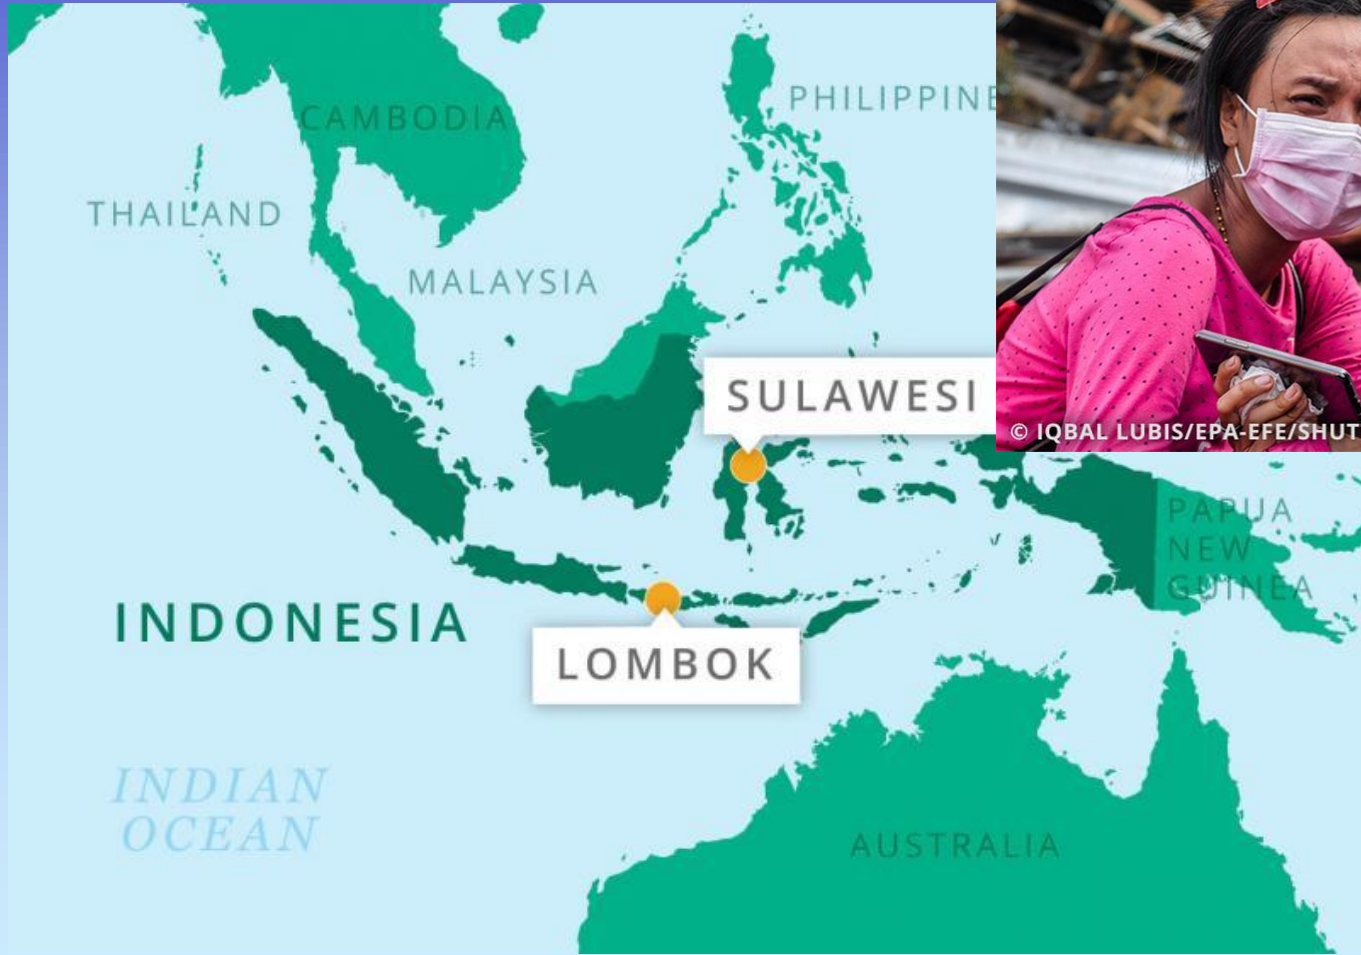 CAMBODIA
PHILIPPINE
THAILAND
MALAYSIA
SULAWESI
© IQBAL LUBIS/EPA-EFE/SHUT
PAPUA
NEW
GUINEA
INDONESIA
LOMBOK
INDIAN
OCEAN
AUSTRALIA